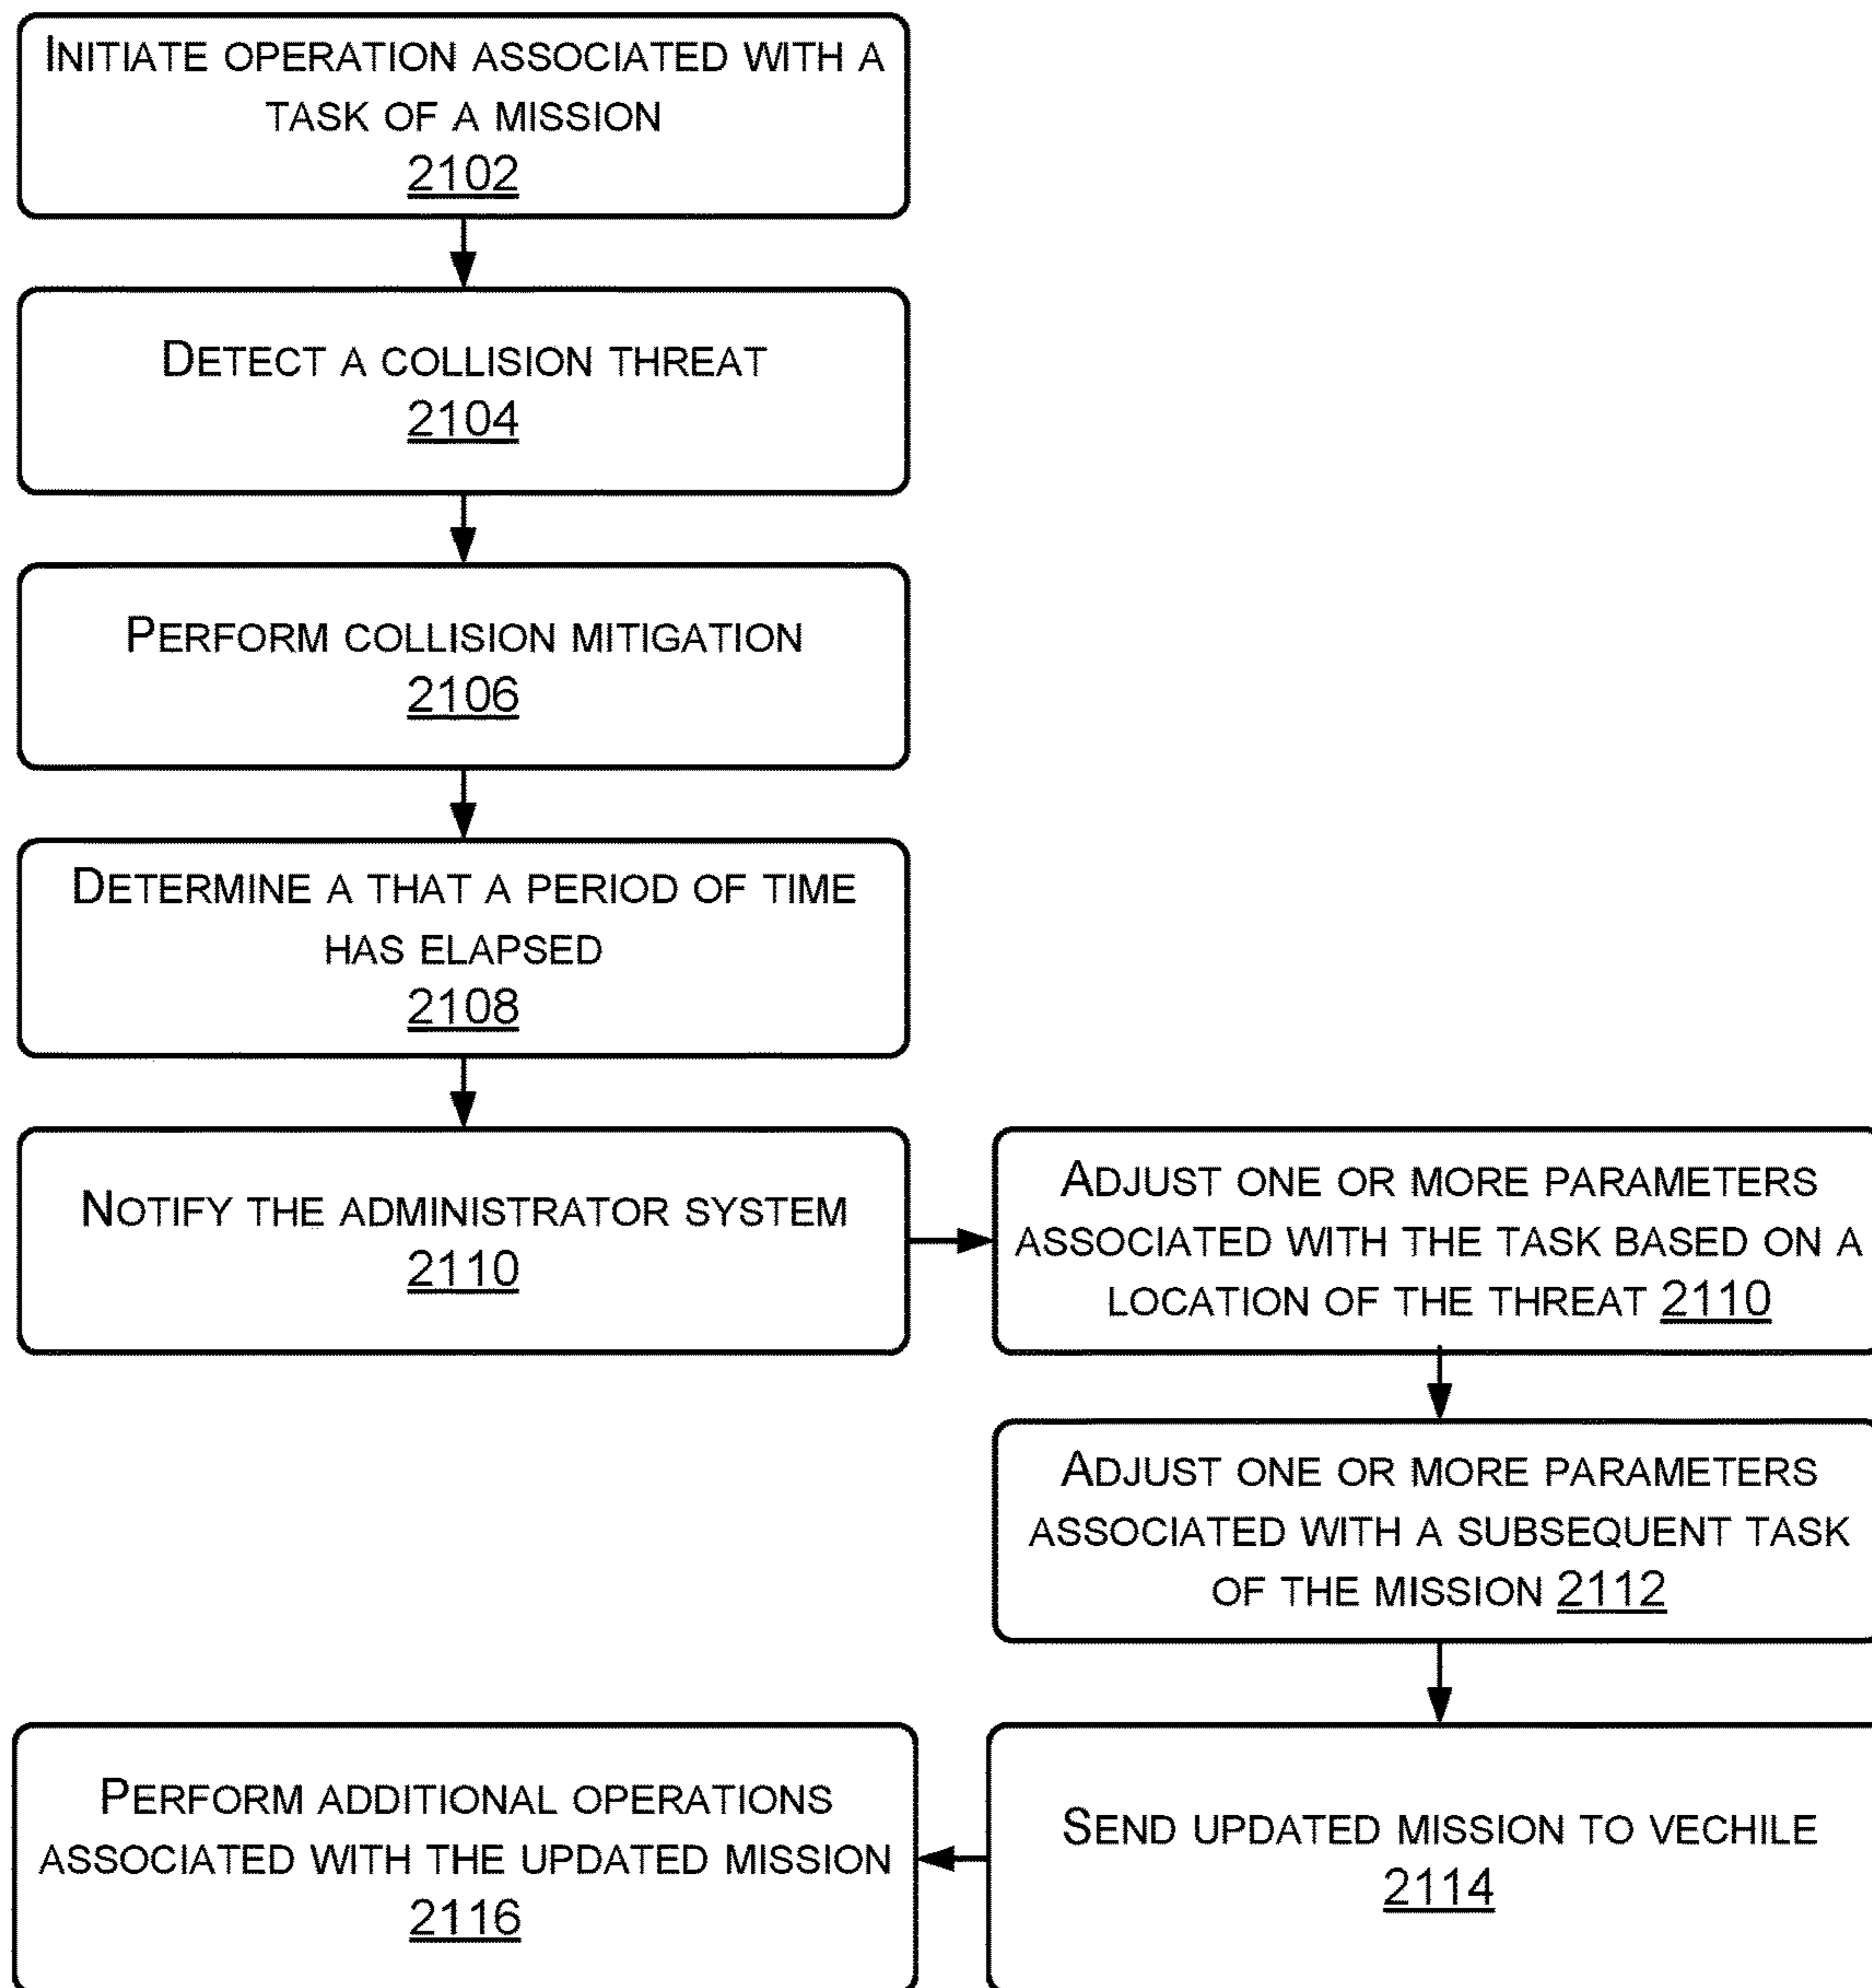 INITIATE OPERATION ASSOCIATED WITH A
TASK OF A MISSION
2102
DETECT A COLLISION THREAT
2104
PERFORM COLLISION MITIGATION
2106
DETERMINE A THAT A PERIOD OF TIME
HAS ELAPSED
2108
NOTIFY THE ADMINISTRATOR SYSTEM
2110
ADJUST ONE OR MORE PARAMETERS
ASSOCIATED WITH THE TASK BASED ON A
LOCATION OF THE THREAT 2110
ADJUST ONE OR MORE PARAMETERS
ASSOCIATED WITH A SUBSEQUENT TASK
OF THE MISSION 2112
SEND UPDATED MISSION TO VECHILE
2114
PERFORM ADDITIONAL OPERATIONS
ASSOCIATED WITH THE UPDATED MISSION
2116